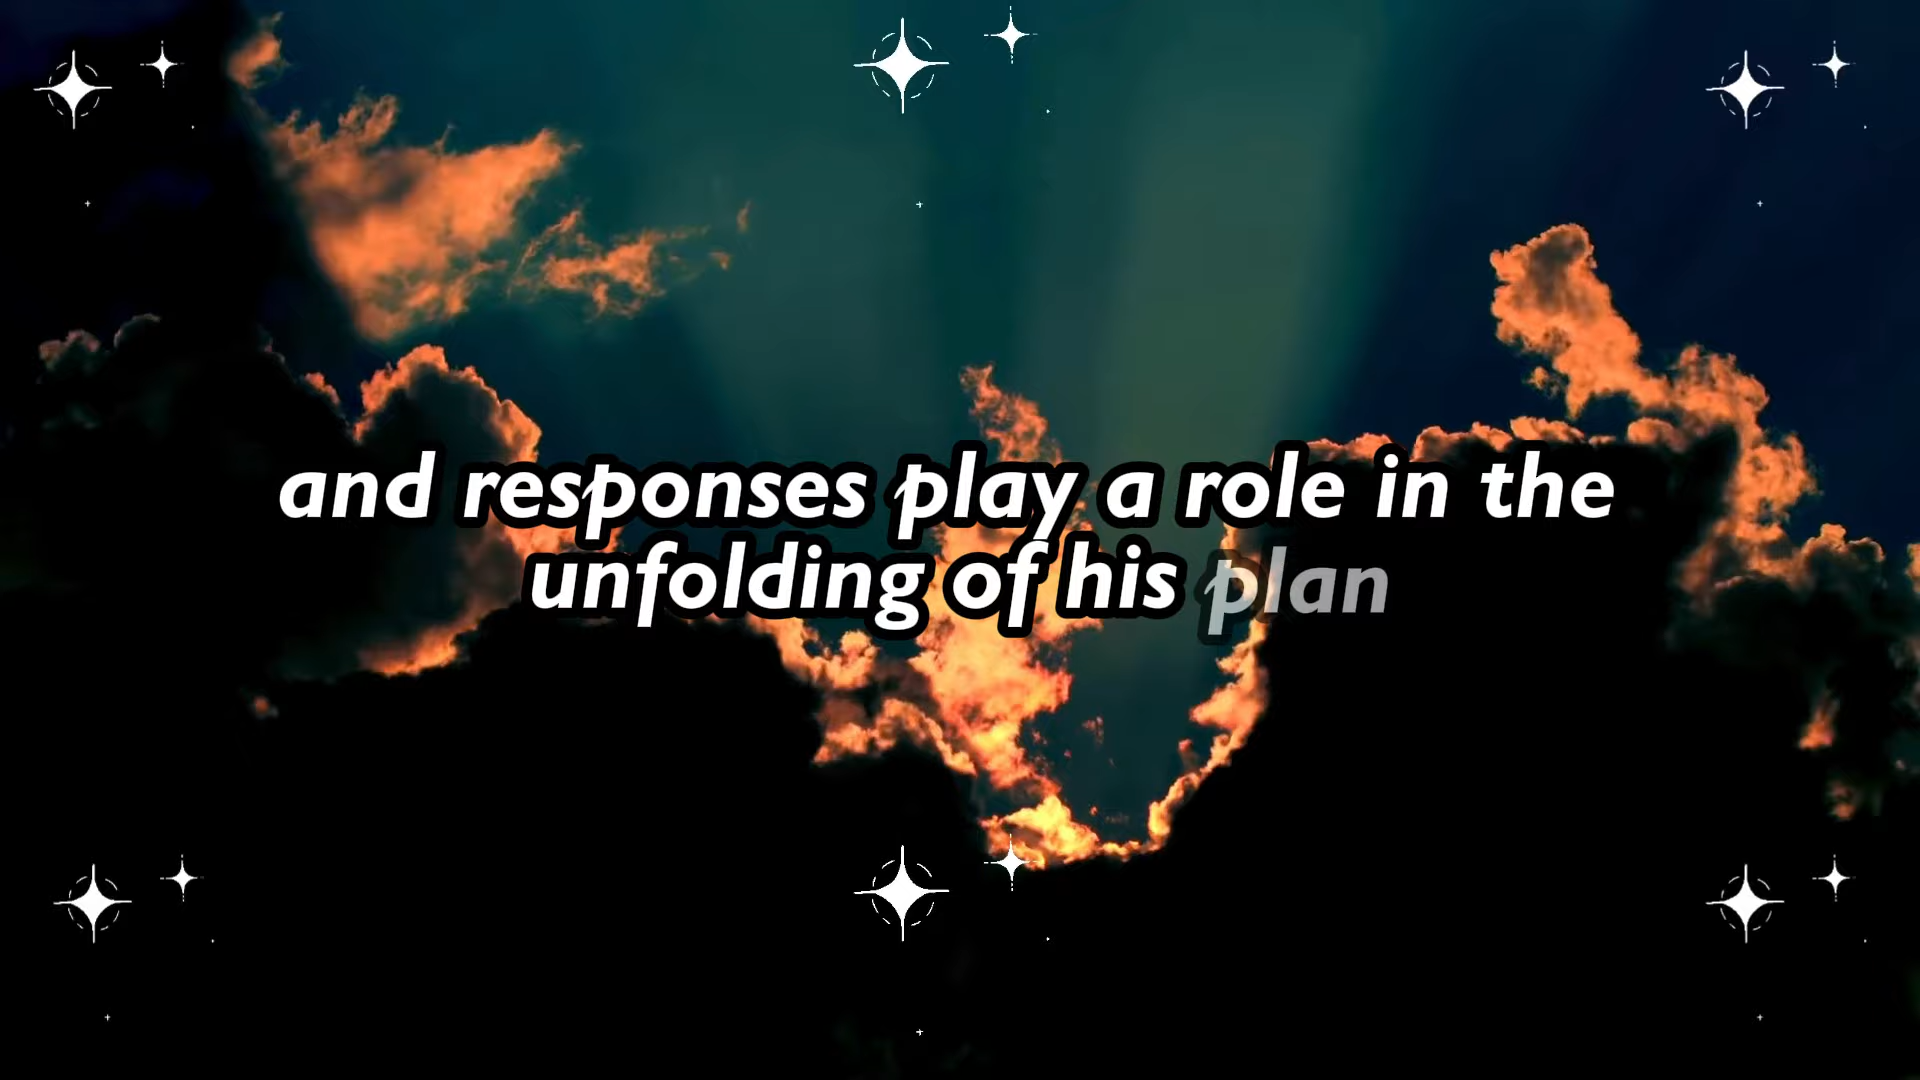 and responses play a role in the
unfolding of his plan